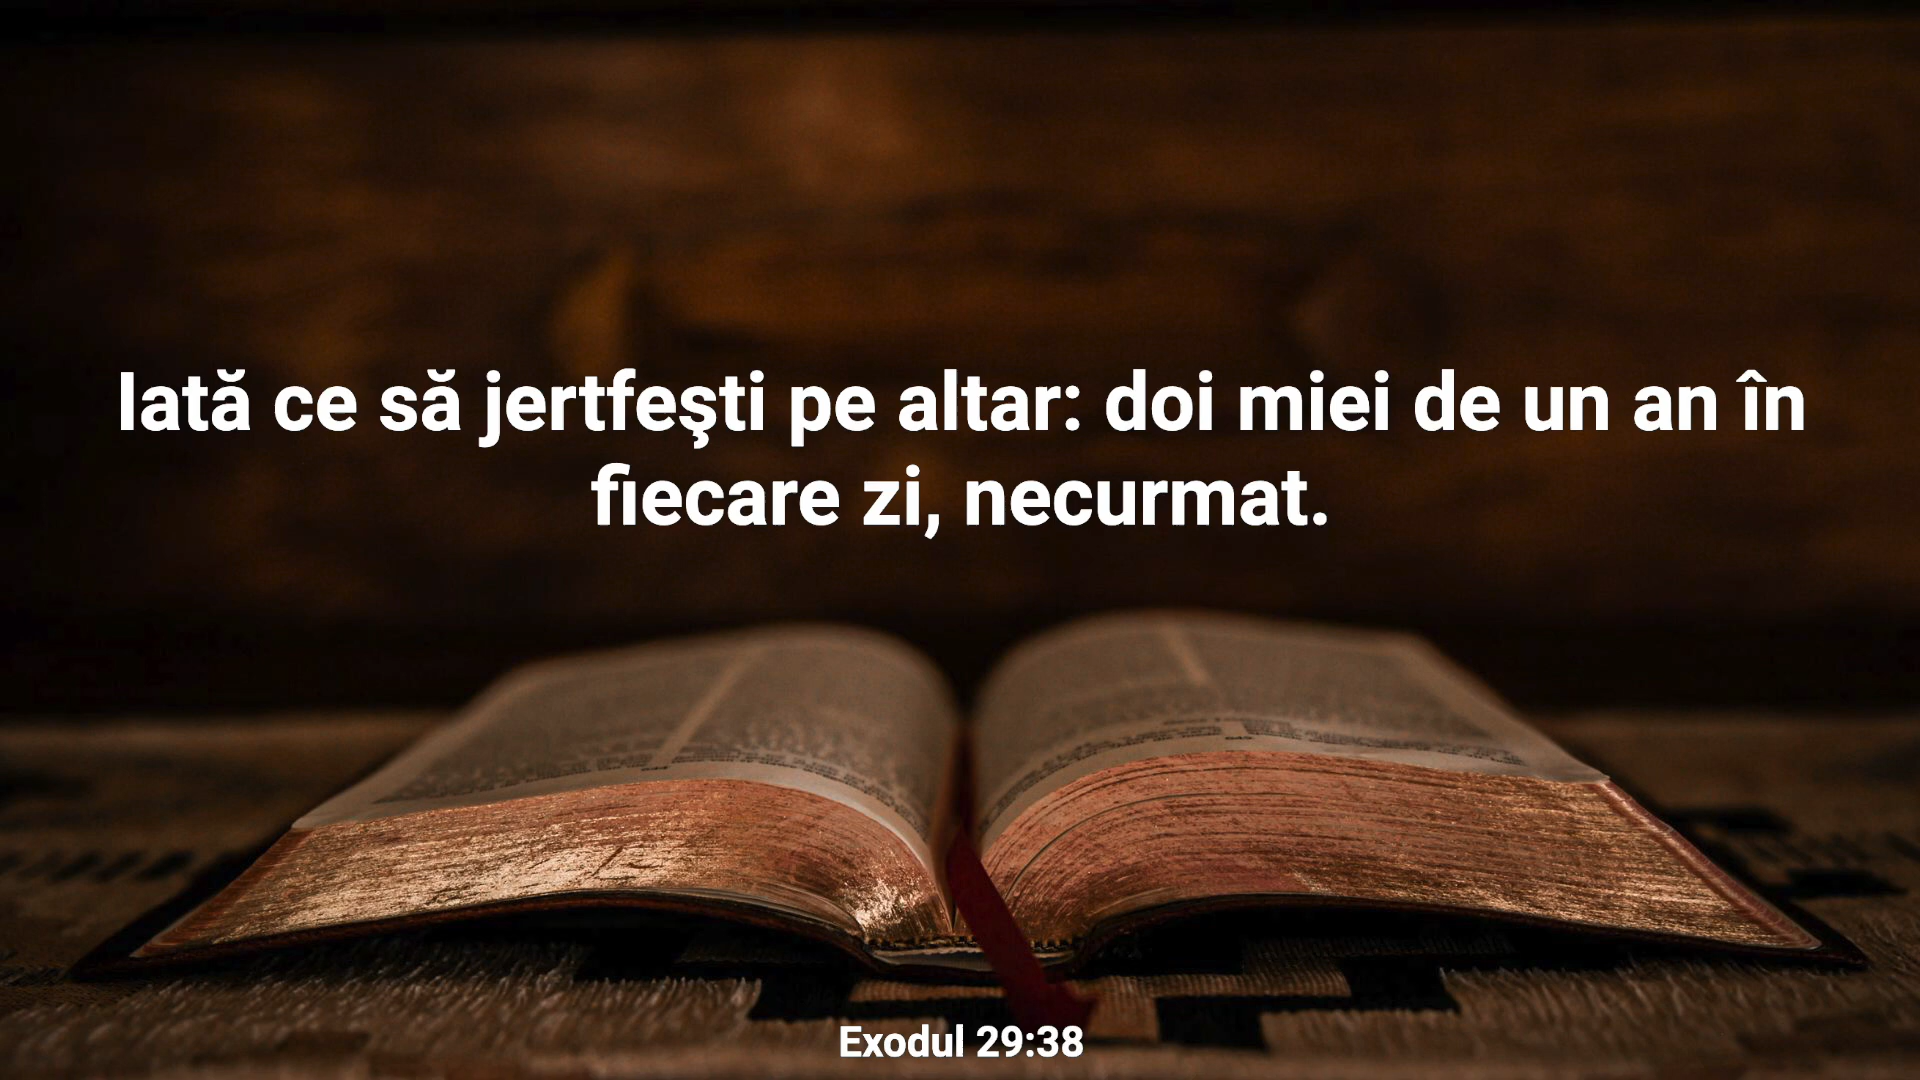 Iată ce să jertfeşti pe altar: doi miei de un an în
fiecare zi, necurmat.
Exodul 29:38